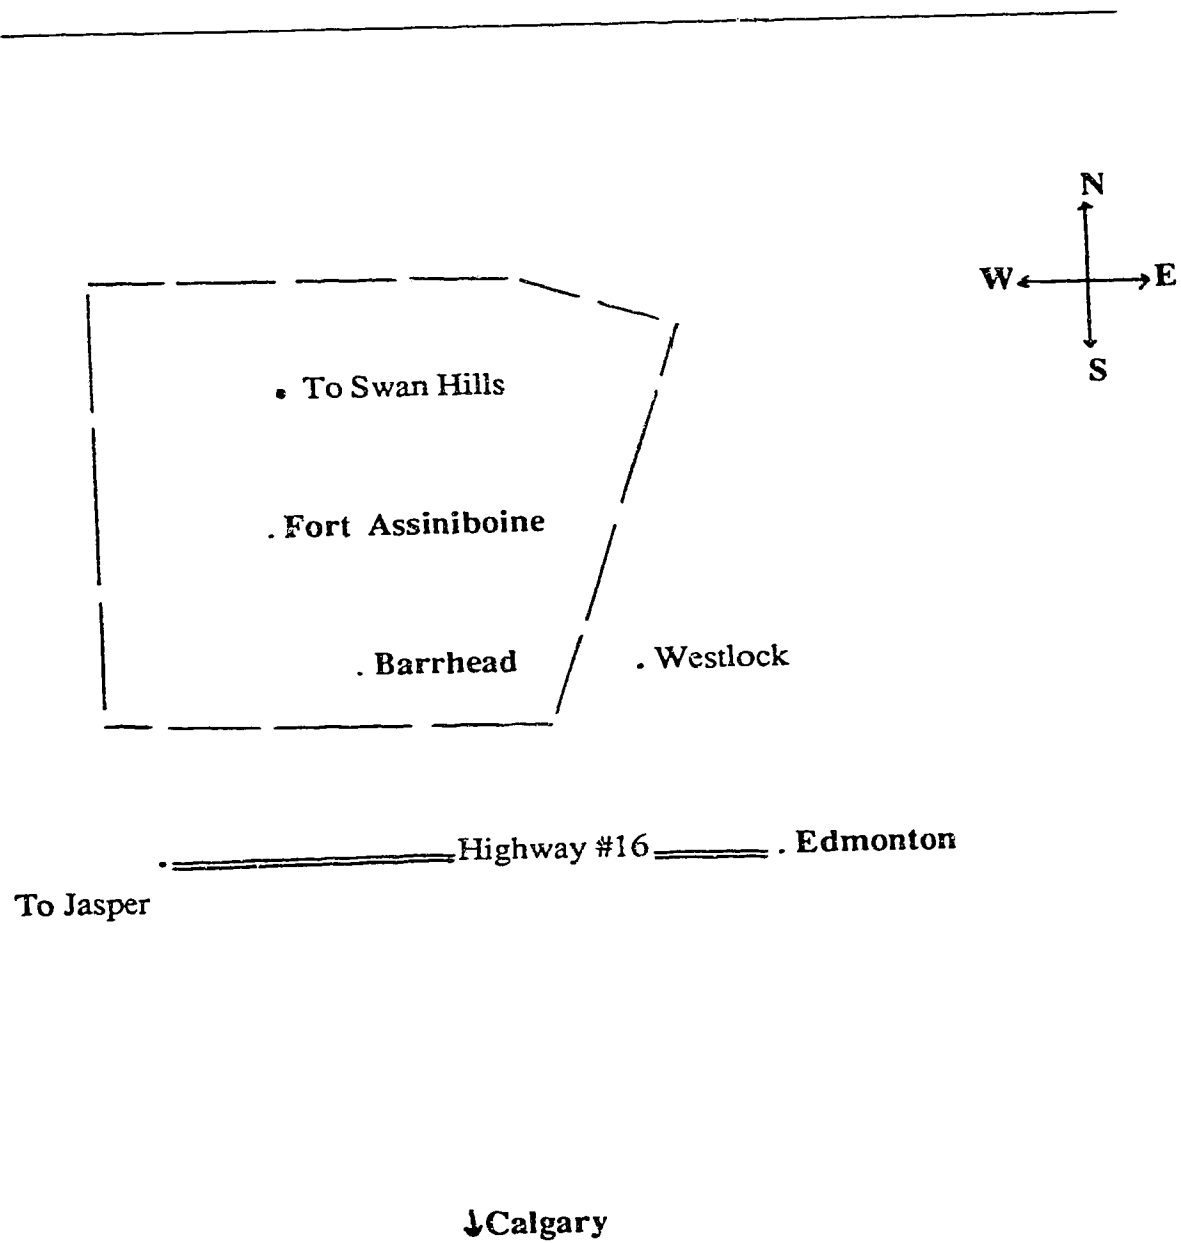 N
W E
S
To Swan Hills
Fort Assiniboine
Barrhead
Westlock
Highway #16
Edmonton
To Jasper
Calgary